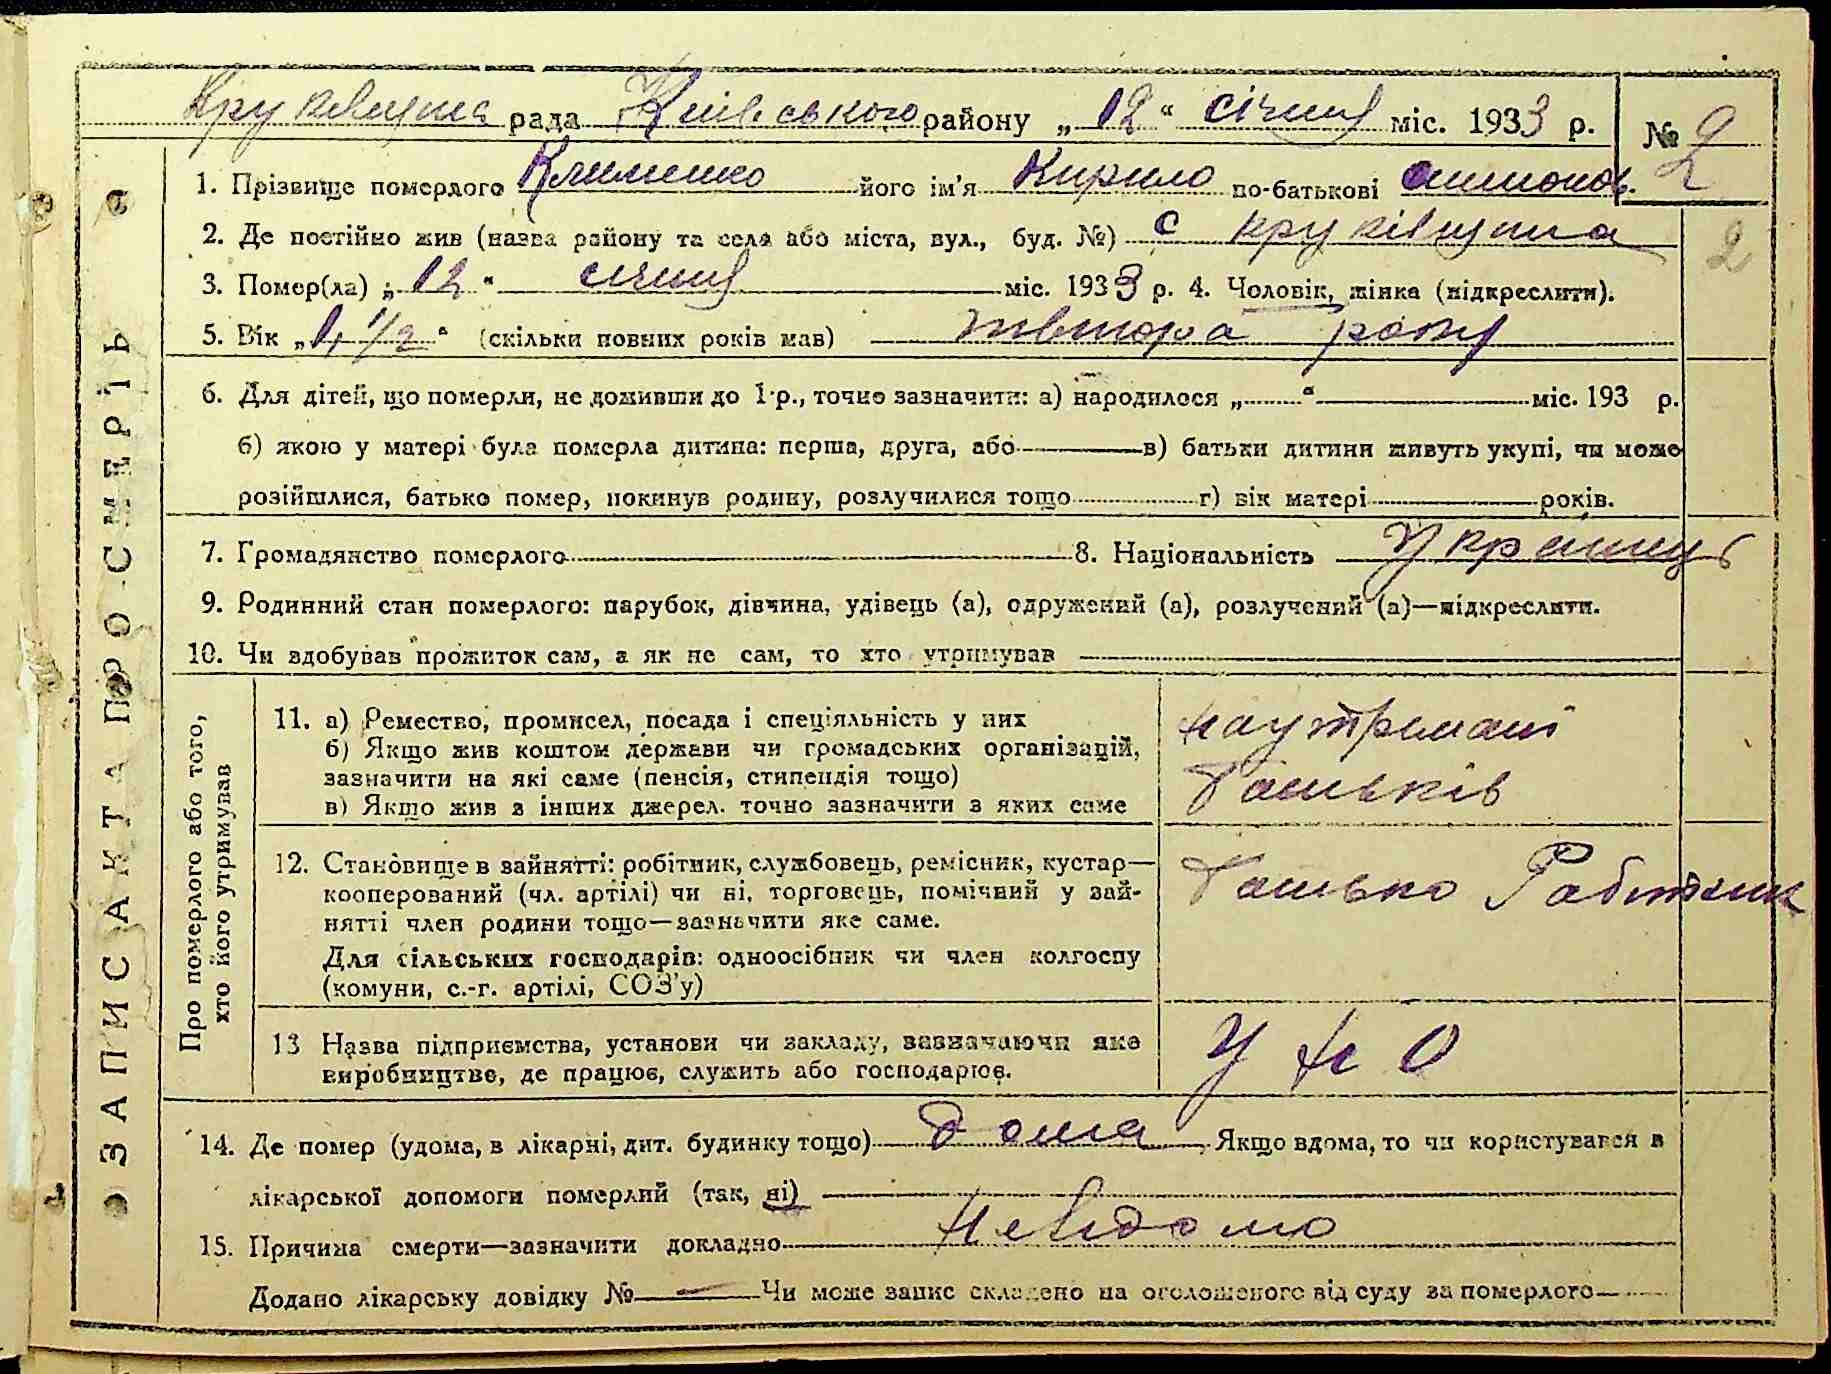 Круківщина рада Київського району „12“ січня міс. 1933 р. № 2
1. Прізвище померлого Клименко його ім'я Кирило по-батькові
2. Де постійно жив (назва району та села або міста, вул., буд. №) с Круківщина
2
3. Помер(ла) „12“ січня міс. 1933 р. 4. Чоловік, жінка (підкреслити).
5. Вік „1, 1/2“ (скільки повних років мав) півтора року
6. Для дітей, що померли, не доживши до 1 р., точно зазначити: а) народилося „ “ міс. 193 р.
б) якою у матері була померла дитина: перша, друга, або в) батьки дитини живуть укупі, чи може
розійшлися, батько помер, покинув родину, розлучилися тощо г) вік матері років.
7. Громадянство померлого 8. Національність Українець
9. Родинний стан померлого: парубок, дівчина, удівець (а), одружений (а), розлучений (а)—підкреслити.
10. Чи здобував прожиток сам, а як не сам, то хто утримував
ЗАПИС АКТА ПРО СМЕРТЬ
Про померлого або того,
хто його утримував
11. а) Ремество, промисел, посада і спеціяльність у них
б) Якщо жив коштом держави чи громадських організацій,
зазначити на які саме (пенсія, стипендія тощо)
в) Якщо жив з інших джерел. точно зазначити з яких саме
на утримані
батьків
12. Становище в зайнятті: робітник, службовець, ремісник, кустар—
кооперований (чл. артілі) чи ні, торговець, помічний у зай-
нятті член родини тощо—зазначити яке саме.
Для сільських господарів: одноосібник чи член колгоспу
(комуни, с.-г. артілі, СОЗ'у)
батько Работник
13 Назва підприємства, установи чи закладу, зазначаючи яке
виробництво, де працює, служить або господарює.
14. Де помер (удома, в лікарні, дит. будинку тощо) дома Якщо вдома, то чи користувався в
лікарської допомоги померлий (так, ні)
15. Причина смерти—зазначити докладно невідомо
Додано лікарську довідку № — Чи може запис складено на оголошеного від суду за померлого